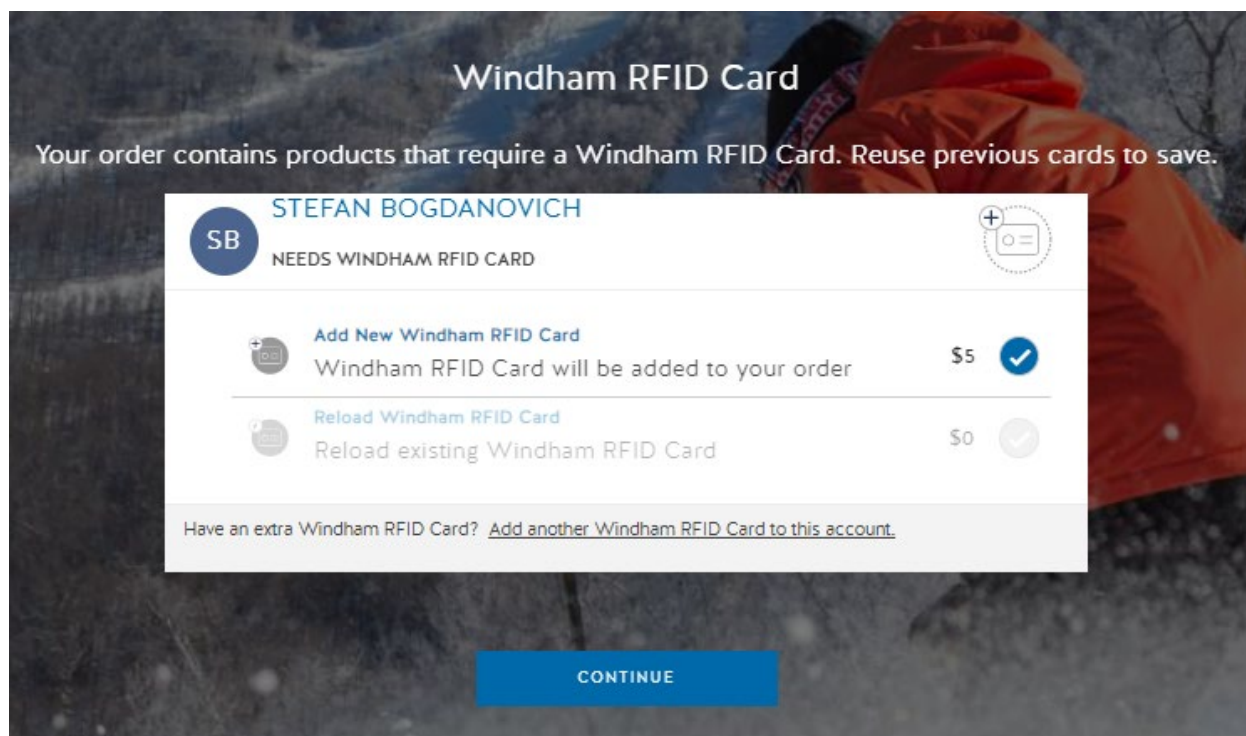 Windham RFID Card
Your order contains products that require a Windham RFID Card. Reuse previous cards to save.
SB
STEFAN BOGDANOVICH
NEEDS WINDHAM RFID CARD
Add New Windham RFID Card
Windham RFID Card will be added to your order
$5
Reload Windham RFID Card
Reload existing Windham RFID Card
$0
Have an extra Windham RFID Card? Add another Windham RFID Card to this account.
CONTINUE